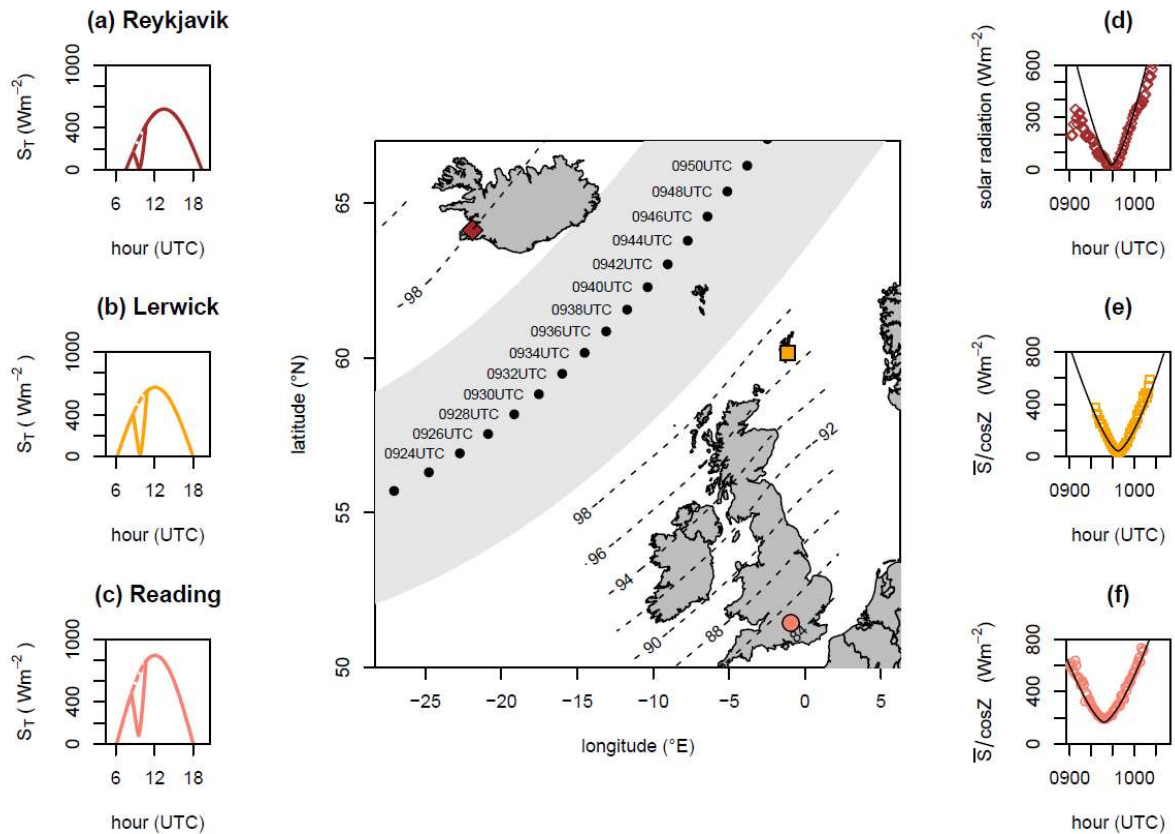 (a) Reykjavik
S_T (Wm⁻²)
0 400 1000
6 12 18
hour (UTC)
(b) Lerwick
S_T ( Wm⁻²)
0 400 1000
6 12 18
hour (UTC)
(c) Reading
S_T ( Wm⁻²)
0 400 1000
6 12 18
hour (UTC)
0950UTC
0948UTC
0946UTC
0944UTC
0942UTC
0940UTC
0938UTC
0936UTC
0934UTC
0932UTC
0930UTC
0928UTC
0926UTC
0924UTC
98
98
96
94
92
90
88
84
latitude (°N)
65
60
55
50
−25 −20 −15 −10 −5 0 5
longitude (°E)
(d)
solar radiation (Wm⁻²)
0 300 600
0900 1000
hour (UTC)
(e)
S̅/cosZ (Wm⁻²)
0 400 800
0900 1000
hour (UTC)
(f)
S̅/cosZ (Wm⁻²)
0 400 800
0900 1000
hour (UTC)